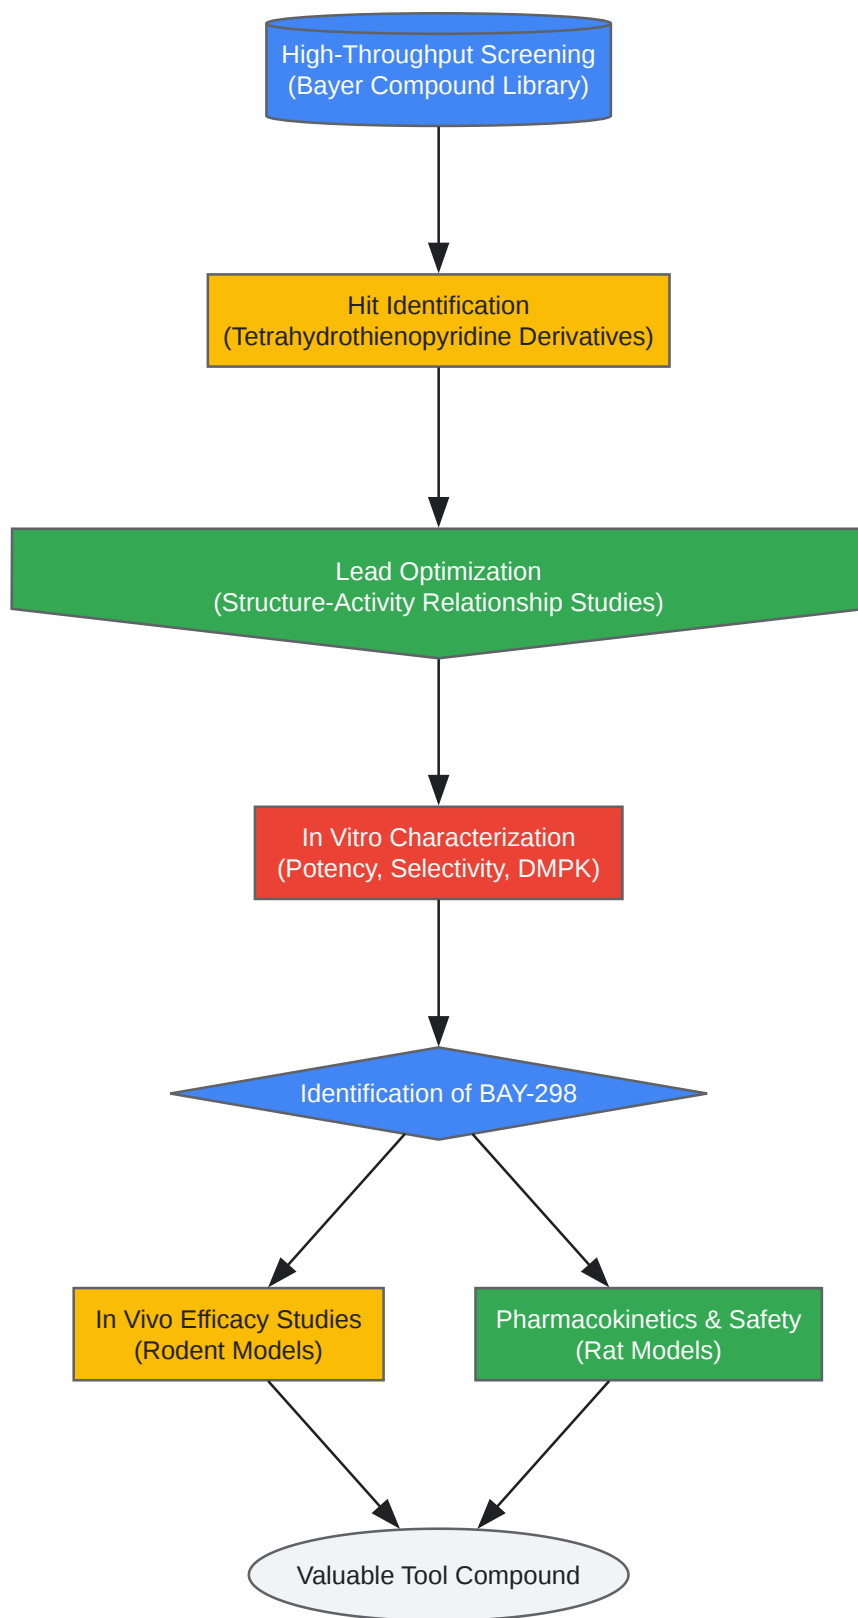 High-Throughput Screening
(Bayer Compound Library)
Hit Identification
(Tetrahydrothienopyridine Derivatives)
Lead Optimization
(Structure-Activity Relationship Studies)
In Vitro Characterization
(Potency, Selectivity, DMPK)
Identification of BAY-298
In Vivo Efficacy Studies
(Rodent Models)
Pharmacokinetics & Safety
(Rat Models)
Valuable Tool Compound